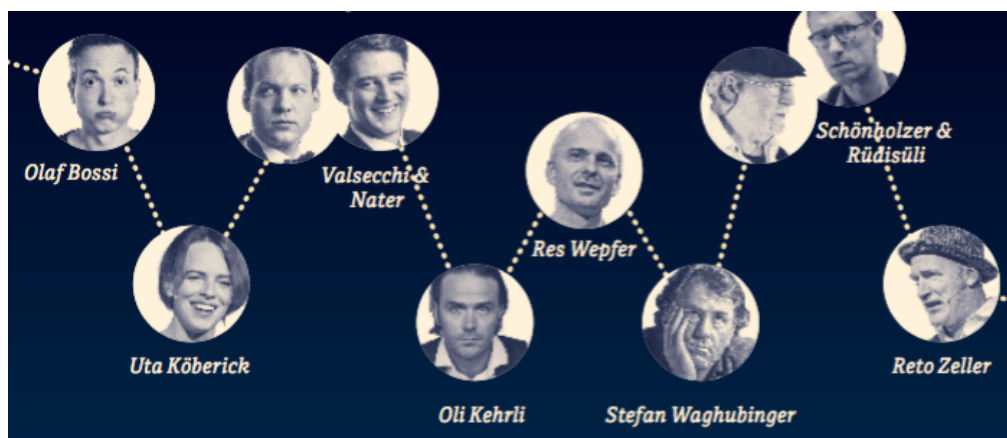 Olaf Bossi
Uta Köberick
Valsecchi &
Nater
Oli Kehrli
Res Wepfer
Stefan Waghubinger
Schönholzer &
Rüdisüli
Reto Zeller